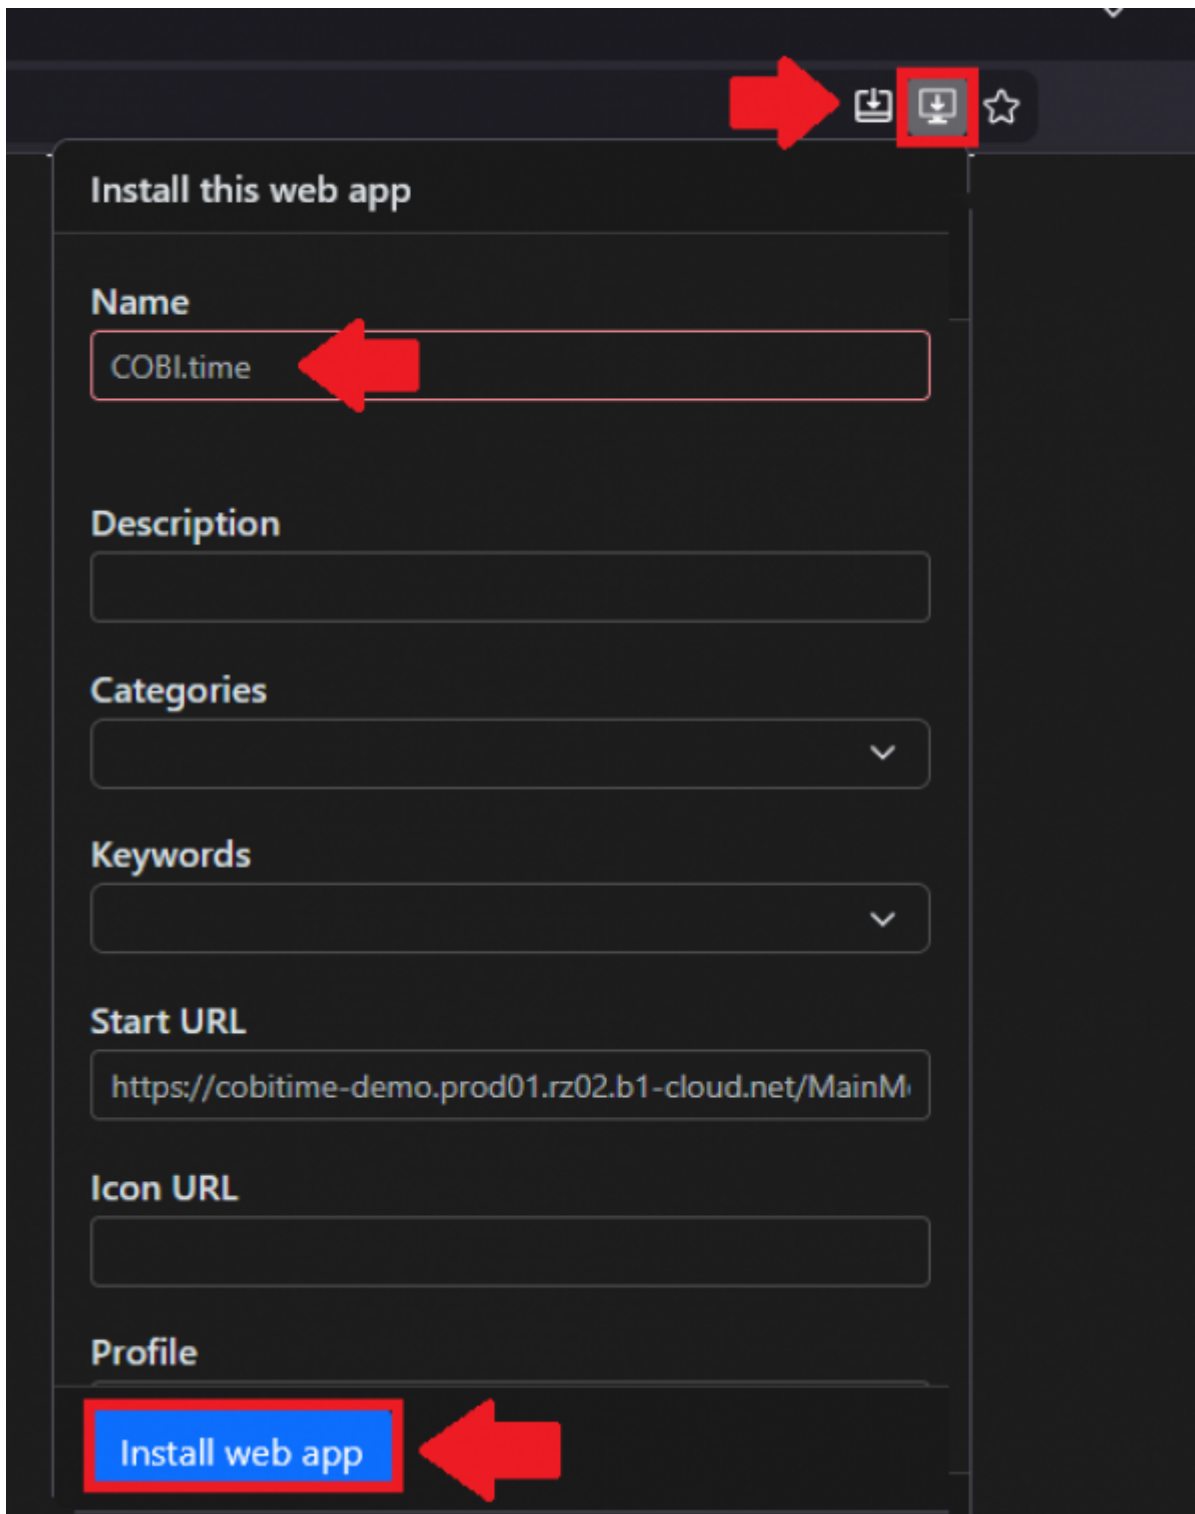 Install this web app
Name
COBI.time
Description
Categories
Keywords
Start URL
https://cobitime-demo.prod01.rz02.b1-cloud.net/MainM
Icon URL
Profile
Install web app